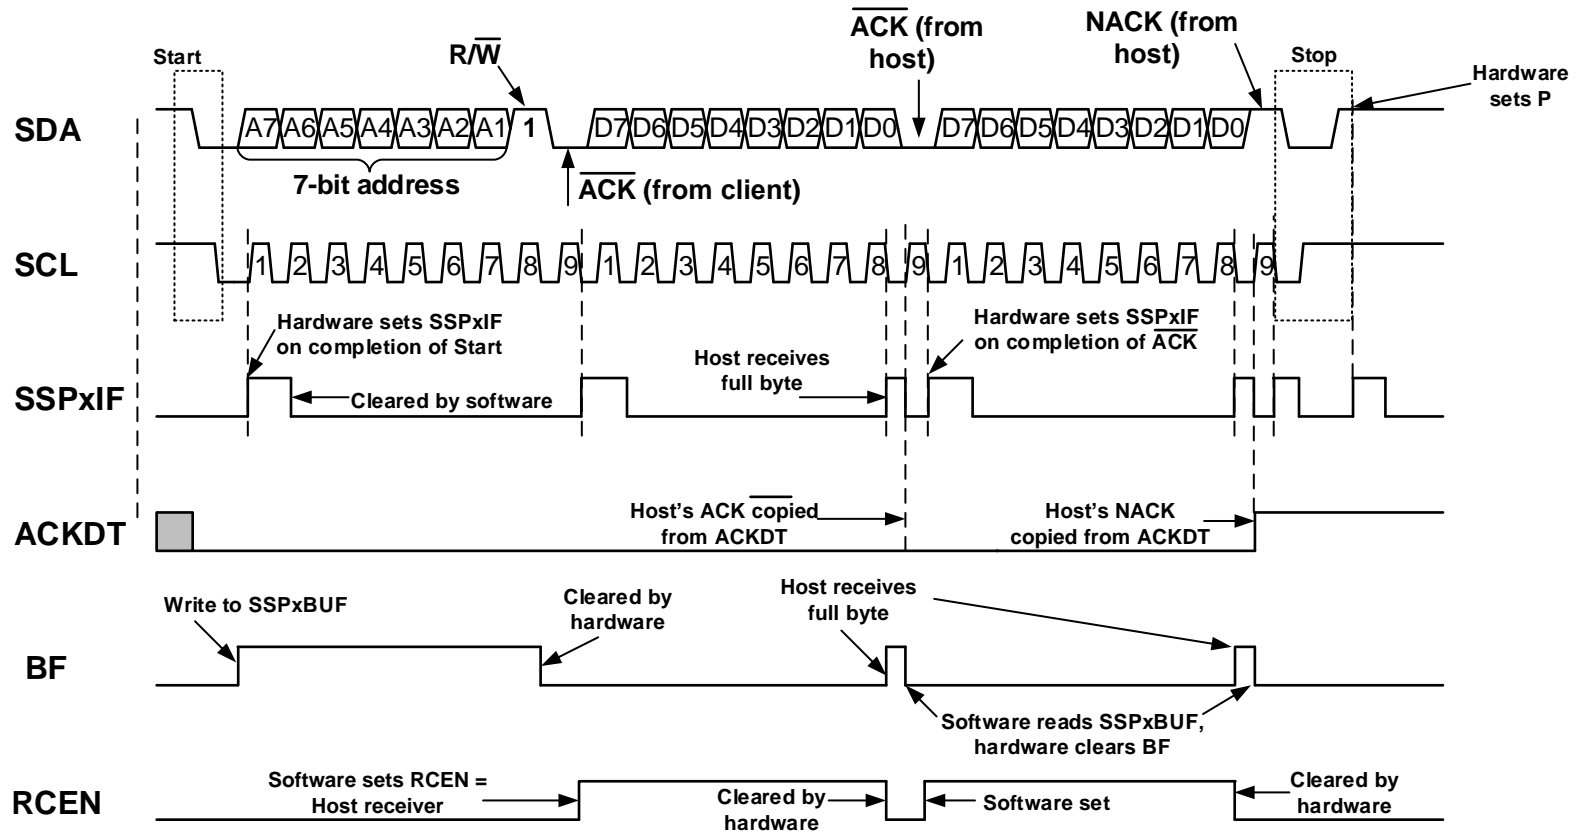 ACK (from
host)
NACK (from
host)
Start
R/W
Stop
Hardware
sets P
SDA
A7 A6 A5 A4 A3 A2 A1 1 D7 D6 D5 D4 D3 D2 D1 D0 D7 D6 D5 D4 D3 D2 D1 D0
7-bit address
ACK (from client)
SCL
1 2 3 4 5 6 7 8 9 1 2 3 4 5 6 7 8 9 1 2 3 4 5 6 7 8 9
Hardware sets SSPxIF
on completion of Start
Hardware sets SSPxIF
on completion of ACK
Host receives
full byte
SSPxIF
Cleared by software
ACKDT
Host’s ACK copied
from ACKDT
Host’s NACK
copied from ACKDT
Write to SSPxBUF
Cleared by
hardware
Host receives
full byte
BF
Software reads SSPxBUF,
hardware clears BF
RCEN
Software sets RCEN =
Host receiver
Cleared by
hardware
Software set
Cleared by
hardware